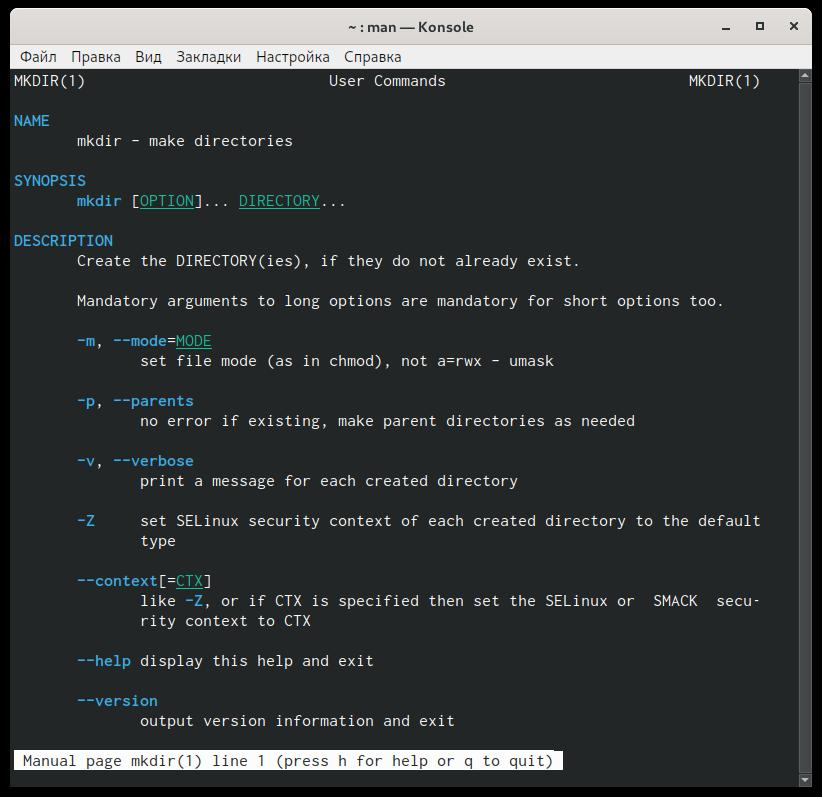 ~ : man — Konsole
Файл Правка Вид Закладки Настройка Справка
MKDIR(1) User Commands MKDIR(1)
NAME
mkdir - make directories
SYNOPSIS
mkdir [OPTION]... DIRECTORY...
DESCRIPTION
Create the DIRECTORY(ies), if they do not already exist.
Mandatory arguments to long options are mandatory for short options too.
-m, --mode=MODE
set file mode (as in chmod), not a=rwx - umask
-p, --parents
no error if existing, make parent directories as needed
-v, --verbose
print a message for each created directory
-Z set SELinux security context of each created directory to the default
type
--context[=CTX]
like -Z, or if CTX is specified then set the SELinux or SMACK secu-
rity context to CTX
--help display this help and exit
--version
output version information and exit
Manual page mkdir(1) line 1 (press h for help or q to quit)